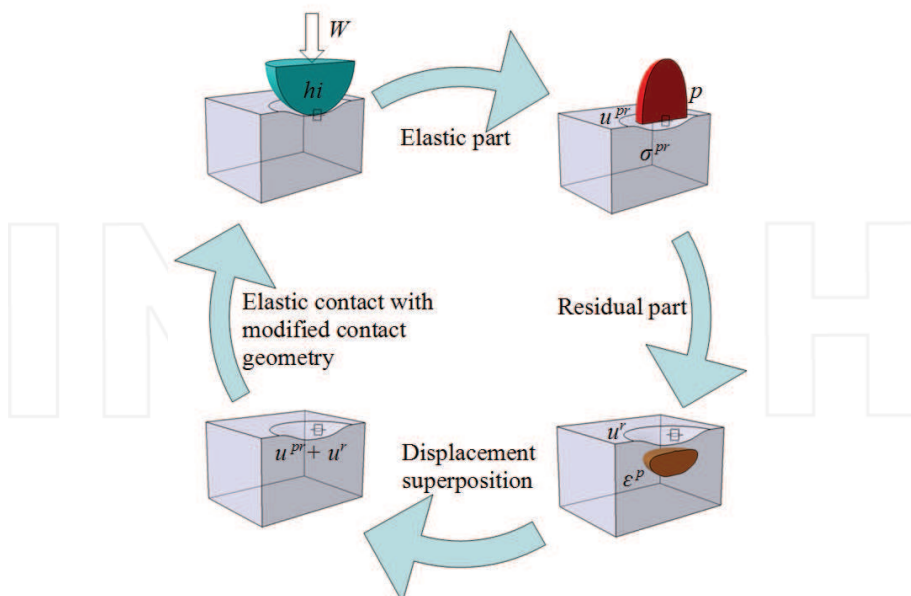 W
hi
Elastic part
p
u^pr
σ^pr
Residual part
u^r
ε^p
Displacement
superposition
u^pr + u^r
Elastic contact with
modified contact
geometry